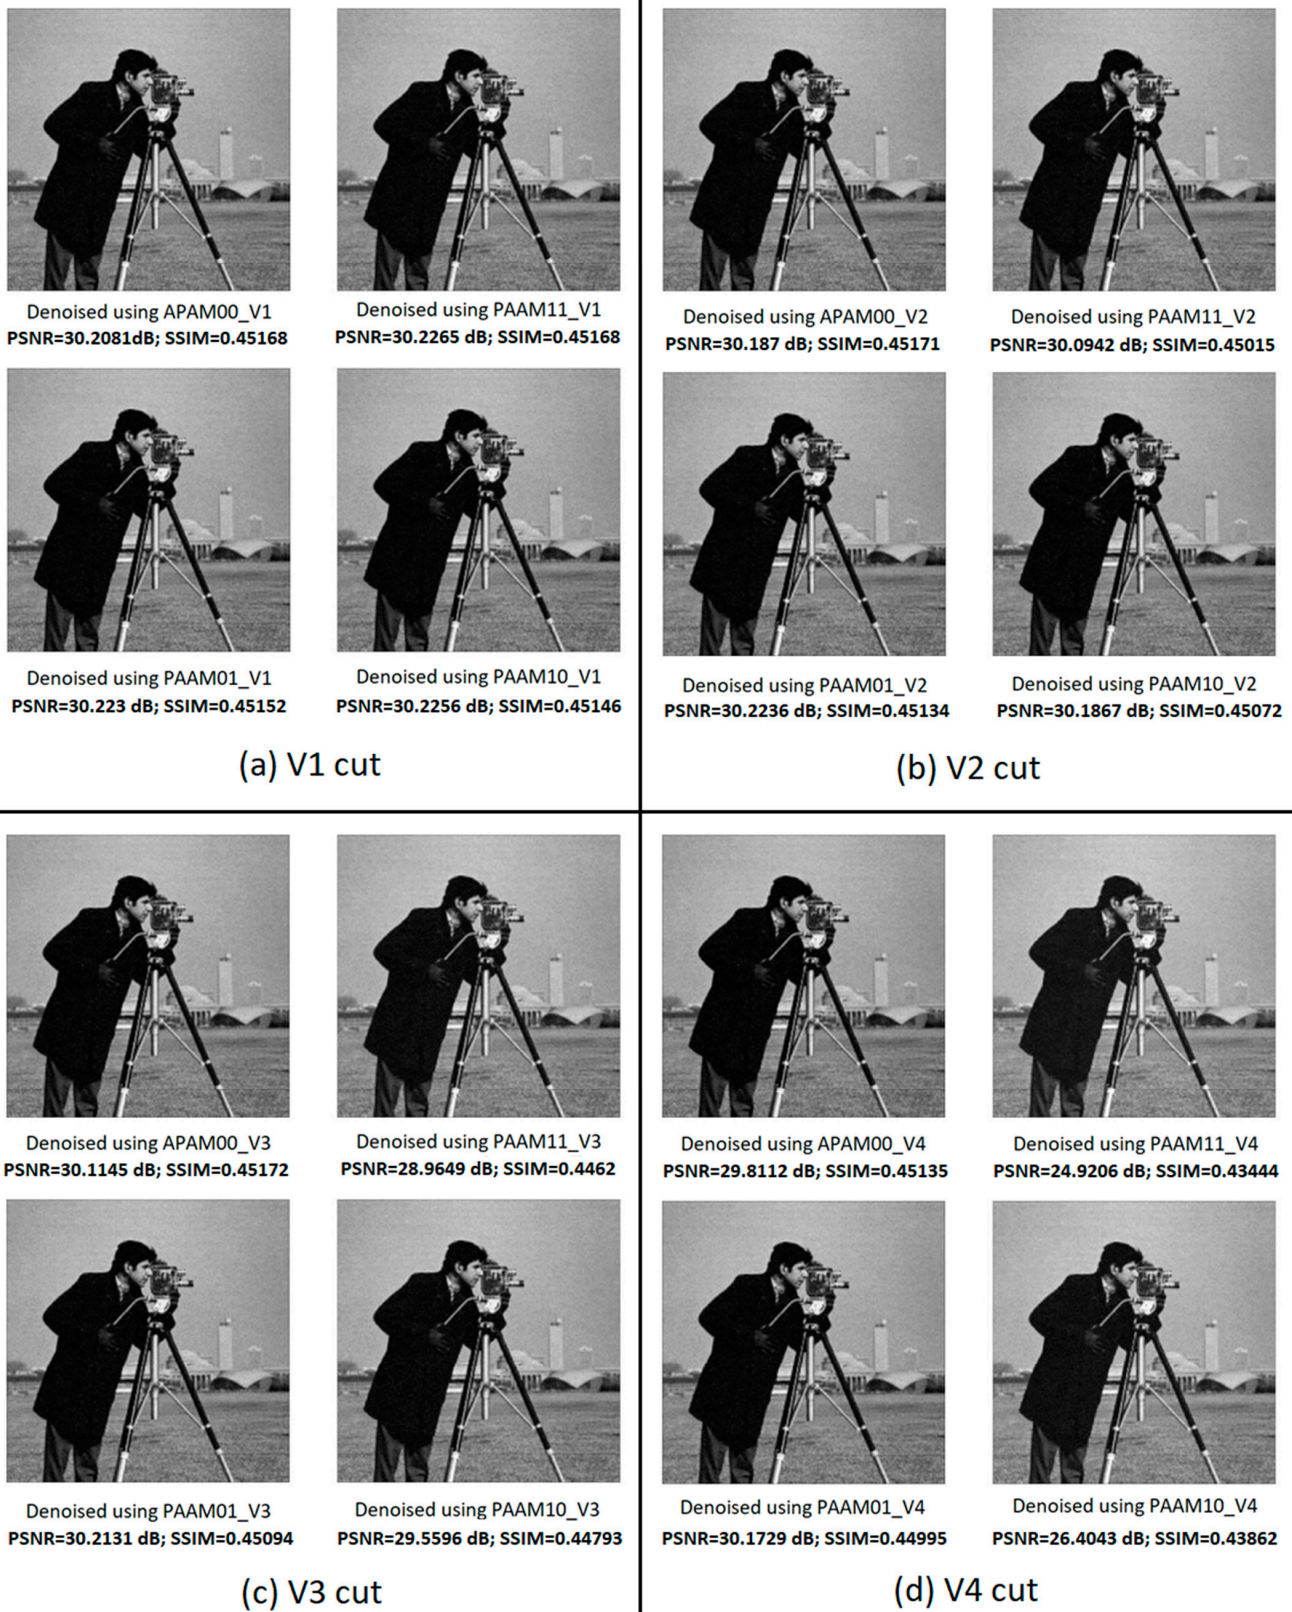 Denoised using APAM00_V1
PSNR=30.2081dB; SSIM=0.45168
Denoised using PAAM11_V1
PSNR=30.2265 dB; SSIM=0.45168
Denoised using PAAM01_V1
PSNR=30.223 dB; SSIM=0.45152
Denoised using PAAM10_V1
PSNR=30.2256 dB; SSIM=0.45146
(a) V1 cut
Denoised using APAM00_V2
PSNR=30.187 dB; SSIM=0.45171
Denoised using PAAM11_V2
PSNR=30.0942 dB; SSIM=0.45015
Denoised using PAAM01_V2
PSNR=30.2236 dB; SSIM=0.45134
Denoised using PAAM10_V2
PSNR=30.1867 dB; SSIM=0.45072
(b) V2 cut
Denoised using APAM00_V3
PSNR=30.1145 dB; SSIM=0.45172
Denoised using PAAM11_V3
PSNR=28.9649 dB; SSIM=0.4462
Denoised using PAAM01_V3
PSNR=30.2131 dB; SSIM=0.45094
Denoised using PAAM10_V3
PSNR=29.5596 dB; SSIM=0.44793
(c) V3 cut
Denoised using APAM00_V4
PSNR=29.8112 dB; SSIM=0.45135
Denoised using PAAM11_V4
PSNR=24.9206 dB; SSIM=0.43444
Denoised using PAAM01_V4
PSNR=30.1729 dB; SSIM=0.44995
Denoised using PAAM10_V4
PSNR=26.4043 dB; SSIM=0.43862
(d) V4 cut